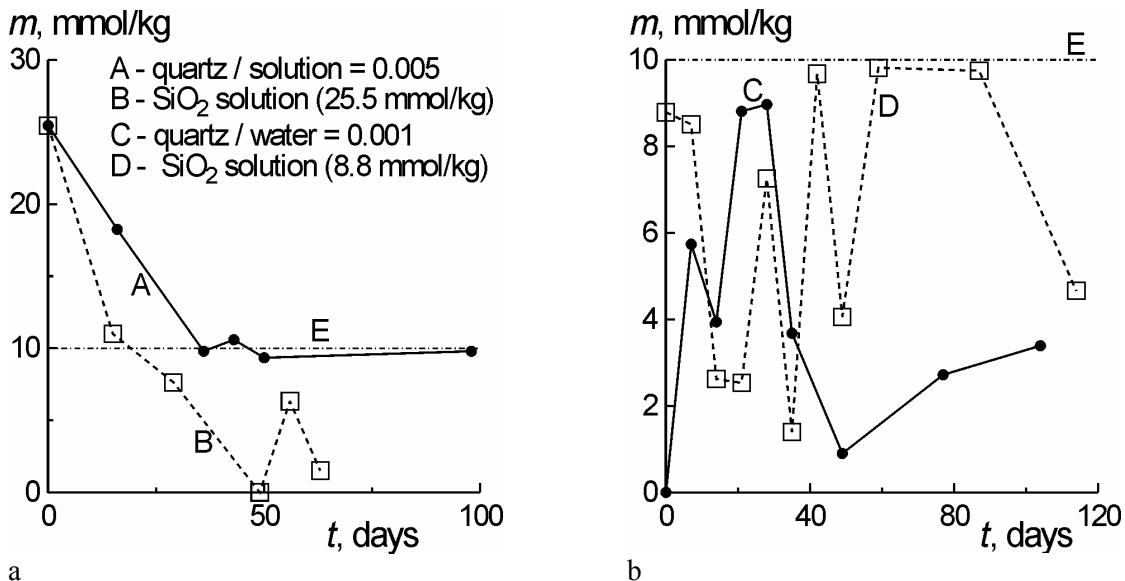 m, mmol/kg
30
20
10
0
A - quartz / solution = 0.005
B - SiO₂ solution (25.5 mmol/kg)
C - quartz / water = 0.001
D - SiO₂ solution (8.8 mmol/kg)
A
E
B
0
50
100
t, days
a
m, mmol/kg
10
8
6
4
2
0
E
C
D
0
40
80
120
t, days
b